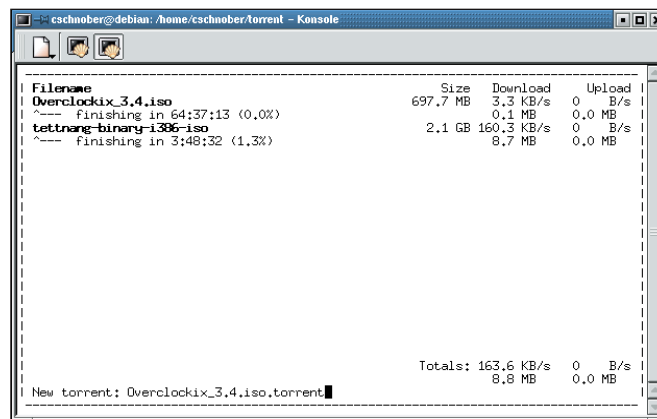 cschnober@debian: /home/cschnober/torrent - Konsole
Filename Size Download Upload
Overclockix_3.4.iso 697.7 MB 3.3 KB/s 0 B/s
^--- finishing in 64:37:13 (0.0%) 0.1 MB 0.0 MB
tettnang-binary-i386-iso 2.1 GB 160.3 KB/s 0 B/s
^--- finishing in 3:48:32 (1.3%) 8.7 MB 0.0 MB
Totals: 163.6 KB/s 0 B/s
8.8 MB 0.0 MB
New torrent: Overclockix_3.4.iso.torrent